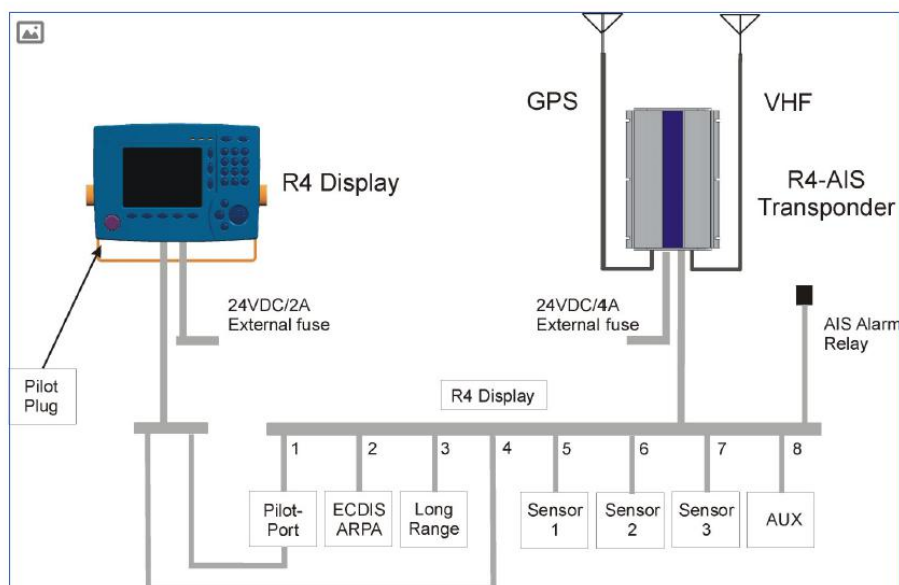 GPS
VHF
R4 Display
R4-AIS
Transponder
24VDC/2A
External fuse
24VDC/4A
External fuse
AIS Alarm
Relay
Pilot
Plug
R4 Display
1
2
3
4
5
6
7
8
Pilot-
Port
ECDIS
ARPA
Long
Range
Sensor
1
Sensor
2
Sensor
3
AUX